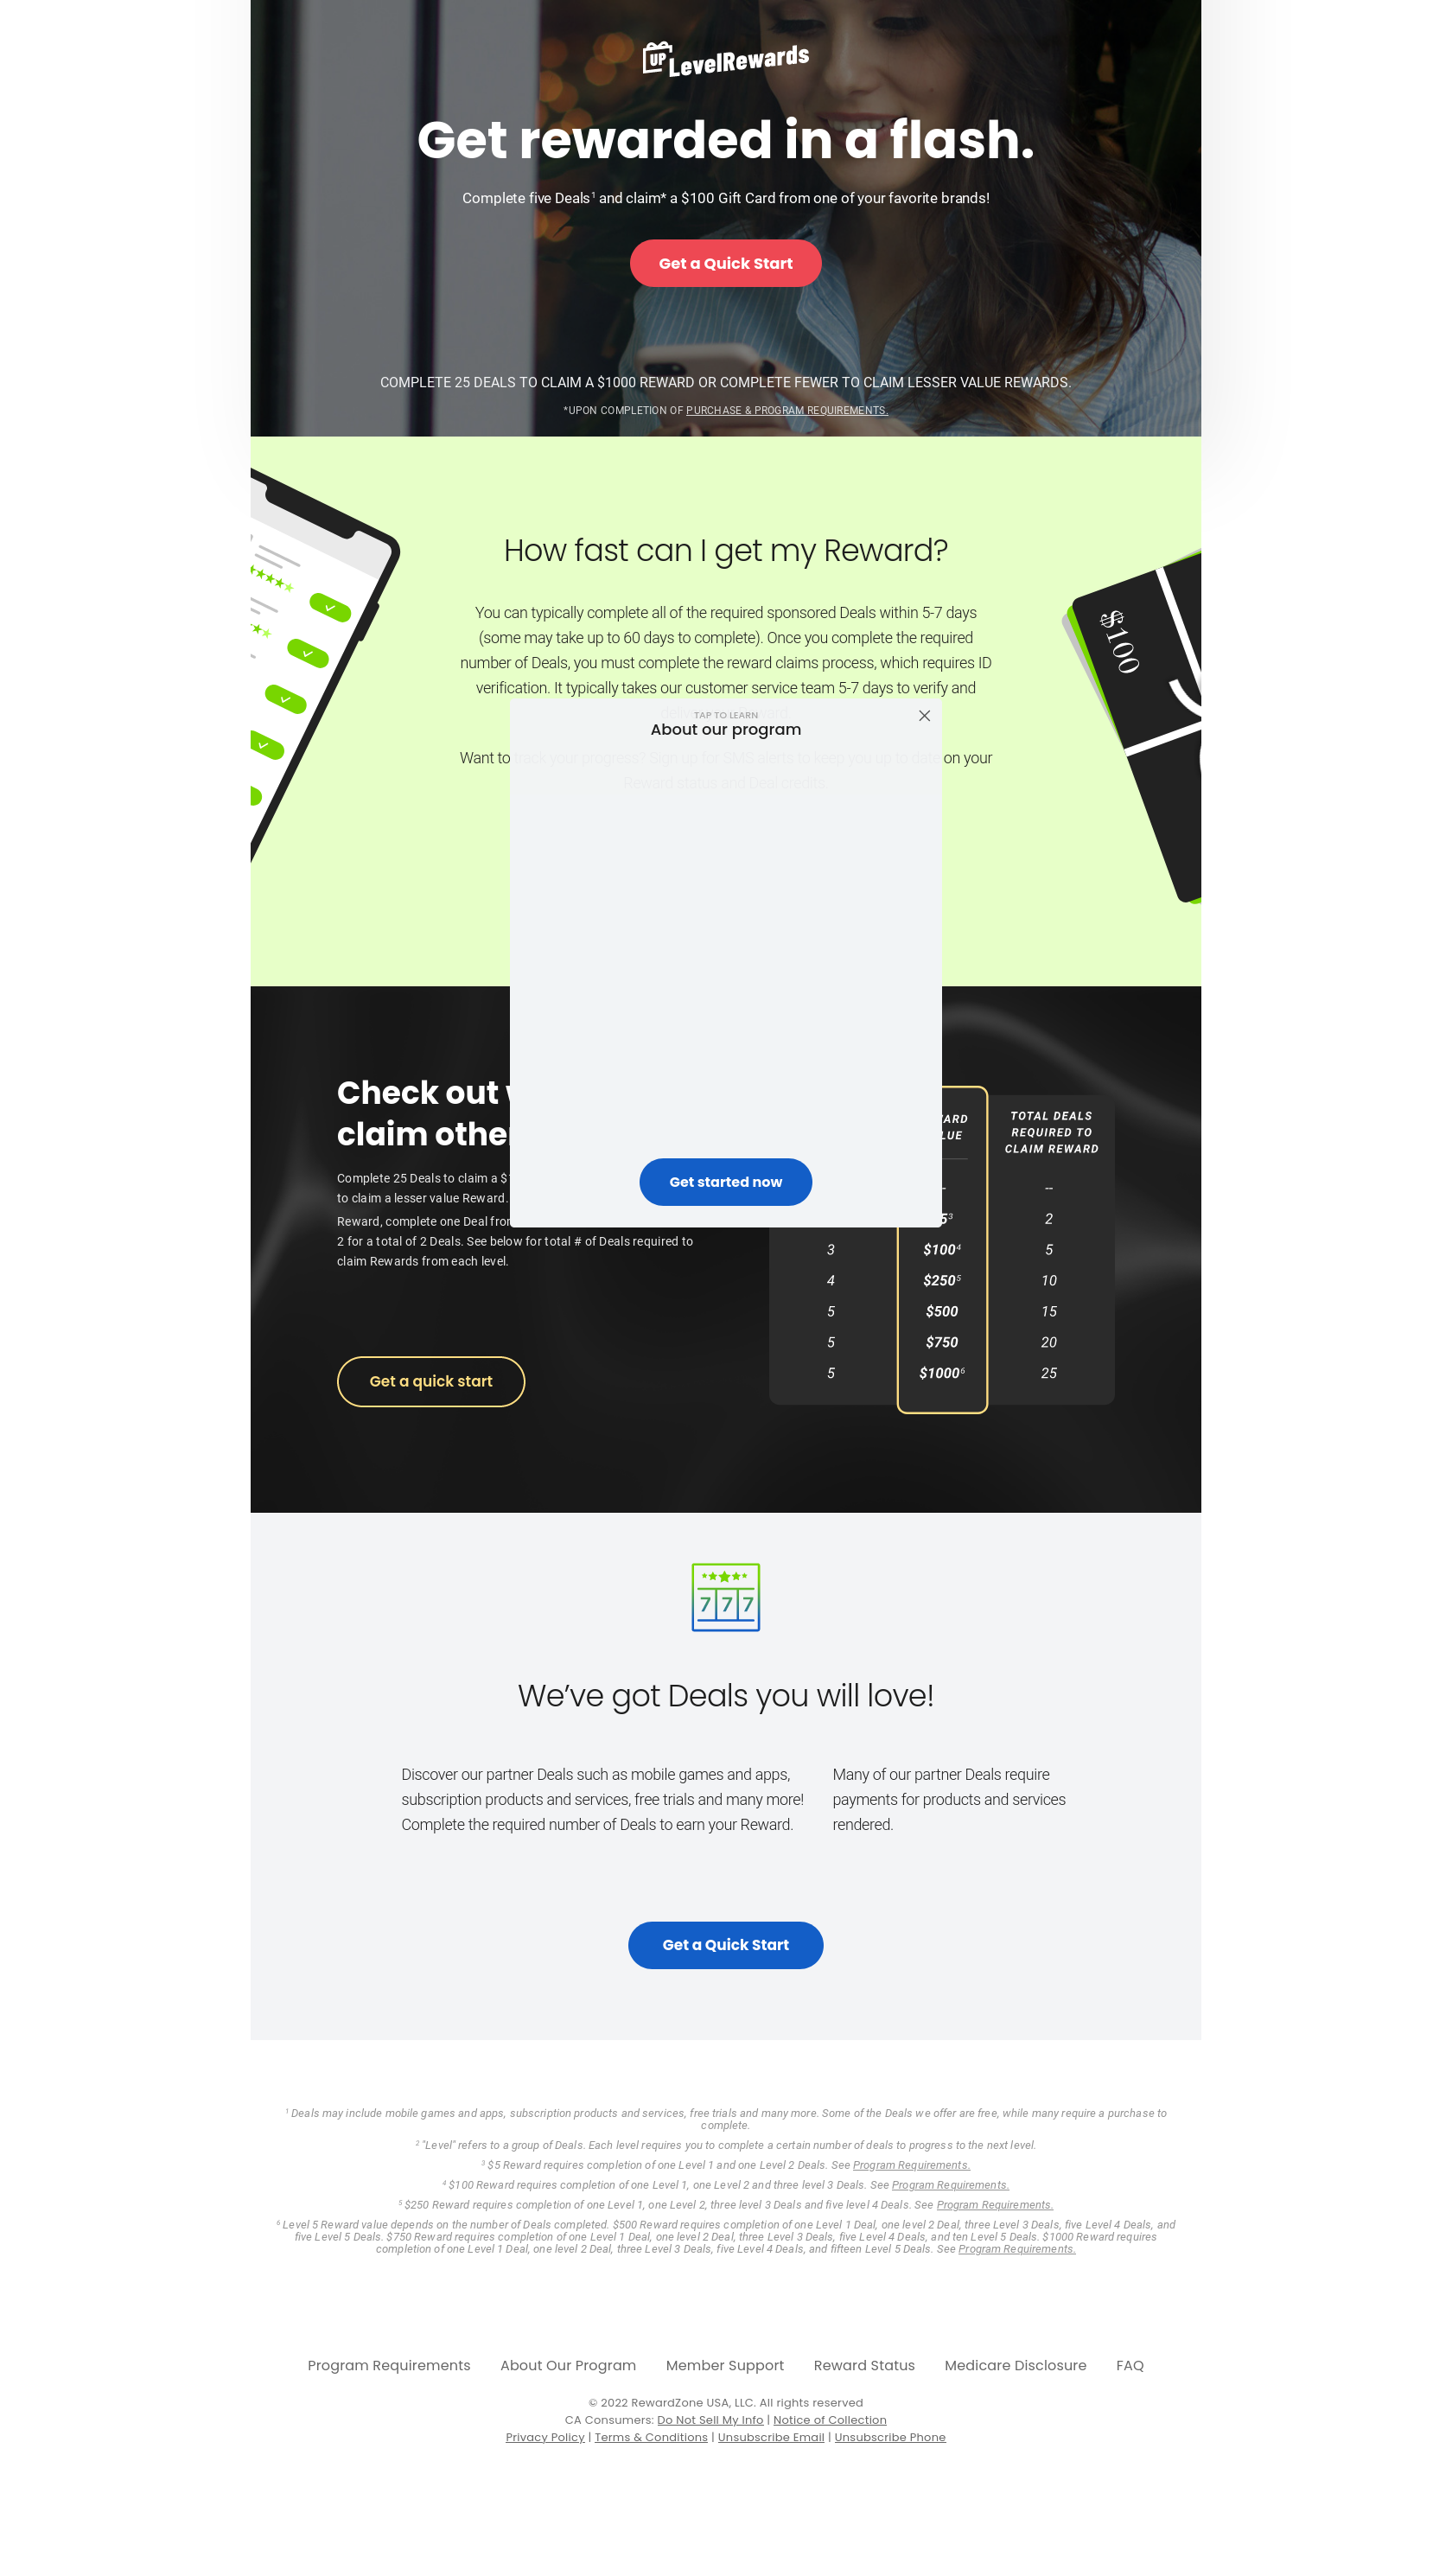 UP LevelRewards
Get rewarded in a flash.
Complete five Deals¹ and claim* a $100 Gift Card from one of your favorite brands!
Get a Quick Start
COMPLETE 25 DEALS TO CLAIM A $1000 REWARD OR COMPLETE FEWER TO CLAIM LESSER VALUE REWARDS.
*UPON COMPLETION OF PURCHASE & PROGRAM REQUIREMENTS.
How fast can I get my Reward?
You can typically complete all of the required sponsored Deals within 5-7 days
(some may take up to 60 days to complete). Once you complete the required
number of Deals, you must complete the reward claims process, which requires ID
verification. It typically takes our customer service team 5-7 days to verify and
$100
TAP TO LEARN
About our program
Want to track your progress? Sign up for SMS alerts to keep you up to date on your
Reward status and Deal credits.
Check out
claim other
Complete 25 Deals to claim a
to claim a lesser value Reward.
Reward, complete one Deal from
2 for a total of 2 Deals. See below for total # of Deals required to
claim Rewards from each level.
Get started now
Get a quick start
TOTAL DEALS
REQUIRED TO
CLAIM REWARD
-- 
2
3 $100⁴ 5
4 $250⁵ 10
5 $500 15
5 $750 20
5 $1000⁶ 25
7 7 7
We’ve got Deals you will love!
Discover our partner Deals such as mobile games and apps,
subscription products and services, free trials and many more!
Complete the required number of Deals to earn your Reward.
Many of our partner Deals require
payments for products and services
rendered.
Get a Quick Start
¹ Deals may include mobile games and apps, subscription products and services, free trials and many more. Some of the Deals we offer are free, while many require a purchase to
complete.
² "Level" refers to a group of Deals. Each level requires you to complete a certain number of deals to progress to the next level.
³ $5 Reward requires completion of one Level 1 and one Level 2 Deals. See Program Requirements.
⁴ $100 Reward requires completion of one Level 1, one Level 2 and three level 3 Deals. See Program Requirements.
⁵ $250 Reward requires completion of one Level 1, one Level 2, three level 3 Deals and five level 4 Deals. See Program Requirements.
⁶ Level 5 Reward value depends on the number of Deals completed. $500 Reward requires completion of one Level 1 Deal, one level 2 Deal, three Level 3 Deals, five Level 4 Deals, and
five Level 5 Deals. $750 Reward requires completion of one Level 1 Deal, one level 2 Deal, three Level 3 Deals, five Level 4 Deals, and ten Level 5 Deals. $1000 Reward requires
completion of one Level 1 Deal, one level 2 Deal, three Level 3 Deals, five Level 4 Deals, and fifteen Level 5 Deals. See Program Requirements.
Program Requirements About Our Program Member Support Reward Status Medicare Disclosure FAQ
© 2022 RewardZone USA, LLC. All rights reserved
CA Consumers: Do Not Sell My Info | Notice of Collection
Privacy Policy | Terms & Conditions | Unsubscribe Email | Unsubscribe Phone